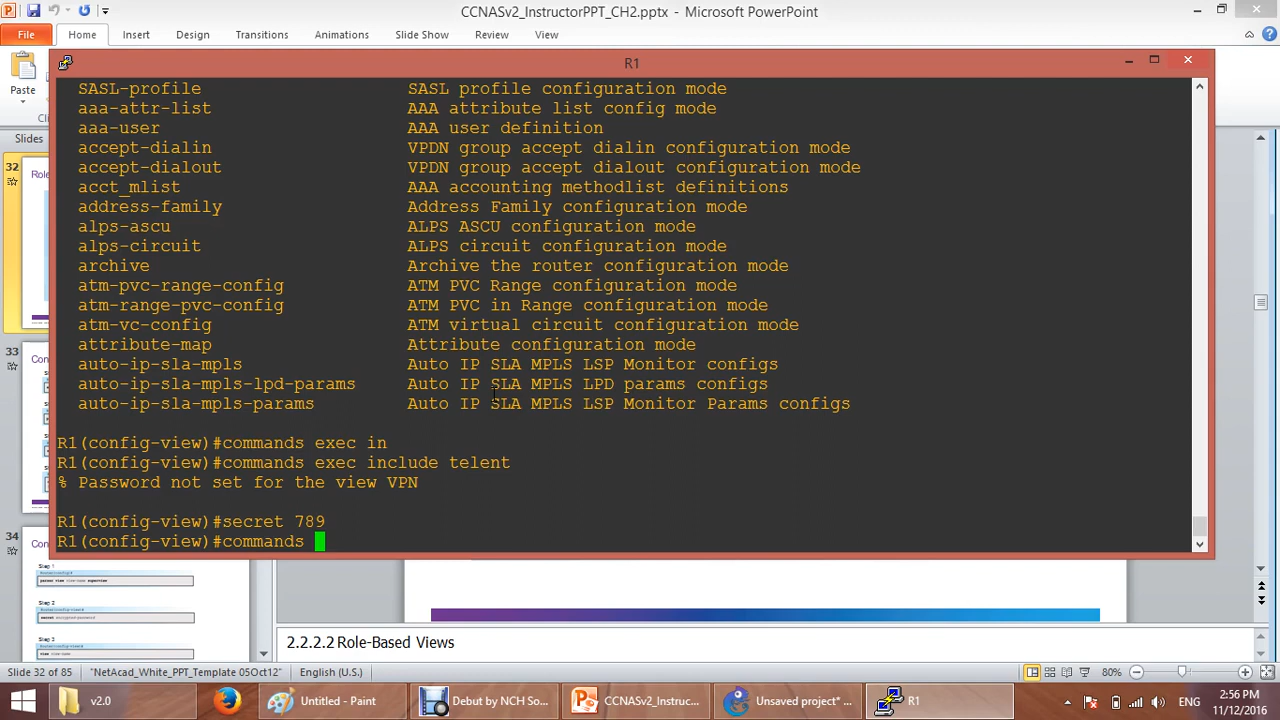 CCNASv2_InstructorPPT_CH2.pptx - Microsoft PowerPoint
File Home Insert Design Transitions Animations Slide Show Review View
Paste
Slides
R1
SASL-profile SASL profile configuration mode
aaa-attr-list AAA attribute list config mode
aaa-user AAA user definition
accept-dialin VPDN group accept dialin configuration mode
accept-dialout VPDN group accept dialout configuration mode
acct_mlist AAA accounting methodlist definitions
address-family Address Family configuration mode
alps-ascu ALPS ASCU configuration mode
alps-circuit ALPS circuit configuration mode
archive Archive the router configuration mode
atm-pvc-range-config ATM PVC Range configuration mode
atm-range-pvc-config ATM PVC in Range configuration mode
atm-vc-config ATM virtual circuit configuration mode
attribute-map Attribute configuration mode
auto-ip-sla-mpls Auto IP SLA MPLS LSP Monitor configs
auto-ip-sla-mpls-lpd-params Auto IP SLA MPLS LPD params configs
auto-ip-sla-mpls-params Auto IP SLA MPLS LSP Monitor Params configs
R1(config-view)#commands exec in
R1(config-view)#commands exec include telent
% Password not set for the view VPN
R1(config-view)#secret 789
R1(config-view)#commands
32
33
34
Step 1
Step 2
Step 3
2.2.2.2 Role-Based Views
Slide 32 of 85 "NetAcad_White_PPT_Template 05Oct12" English (U.S.) 80%
v2.0 Untitled - Paint Debut by NCH So... CCNASv2_Instruc... Unsaved project* ... R1 ENG
2:56 PM
11/12/2016